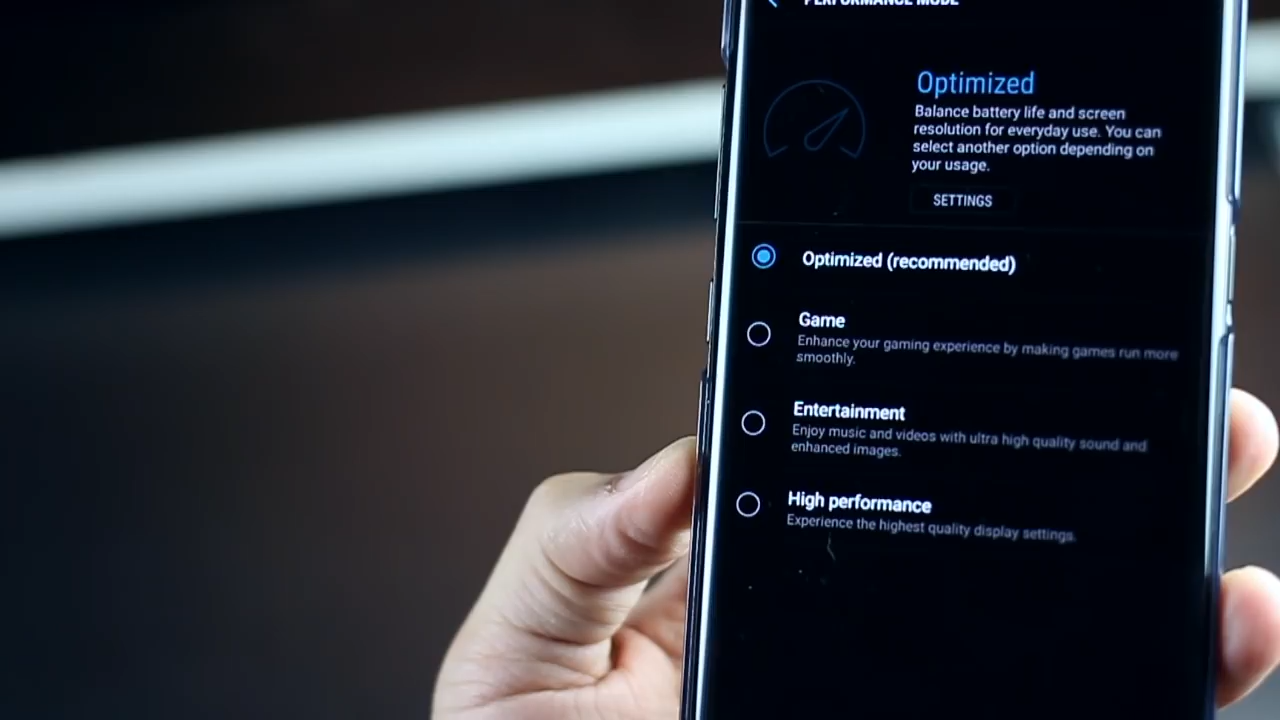 PERFORMANCE MODE
Optimized
Balance battery life and screen
resolution for everyday use. You can
select another option depending on
your usage.
SETTINGS
Optimized (recommended)
Game
Enhance your gaming experience by making games run more
smoothly.
Entertainment
Enjoy music and videos with ultra high quality sound and
enhanced images.
High performance
Experience the highest quality display settings.